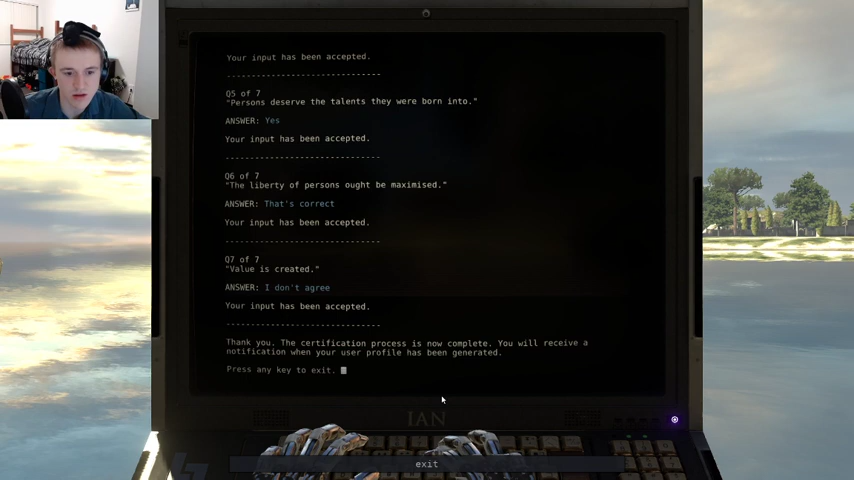 Your input has been accepted.
-------------------------------
Q5 of 7
"Persons deserve the talents they were born into."
ANSWER: Yes
Your input has been accepted.
-------------------------------
Q6 of 7
"The liberty of persons ought be maximised."
ANSWER: That's correct
Your input has been accepted.
-------------------------------
Q7 of 7
"Value is created."
ANSWER: I don't agree
Your input has been accepted.
-------------------------------
Thank you. The certification process is now complete. You will receive a
notification when your user profile has been generated.
Press any key to exit.
IAN
exit